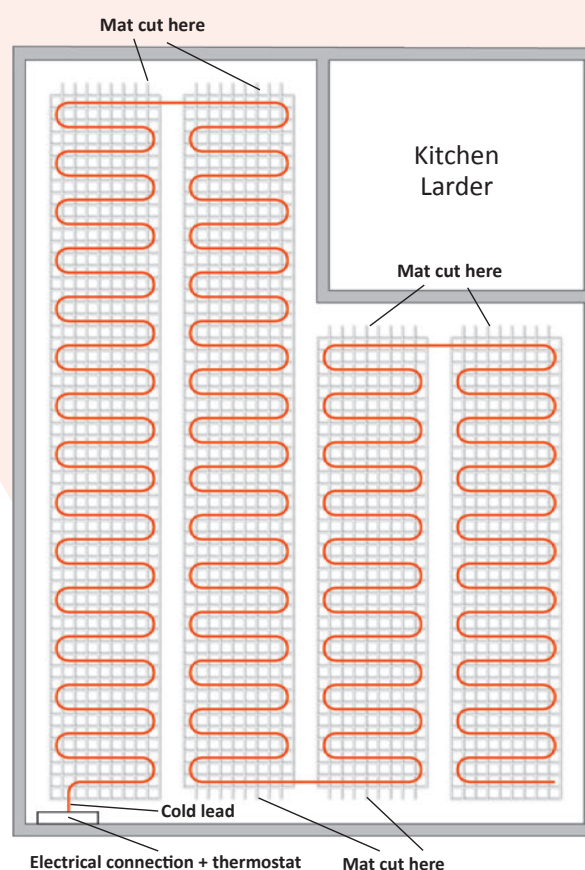 Mat cut here
Kitchen
Larder
Mat cut here
Cold lead
Electrical connection + thermostat
Mat cut here